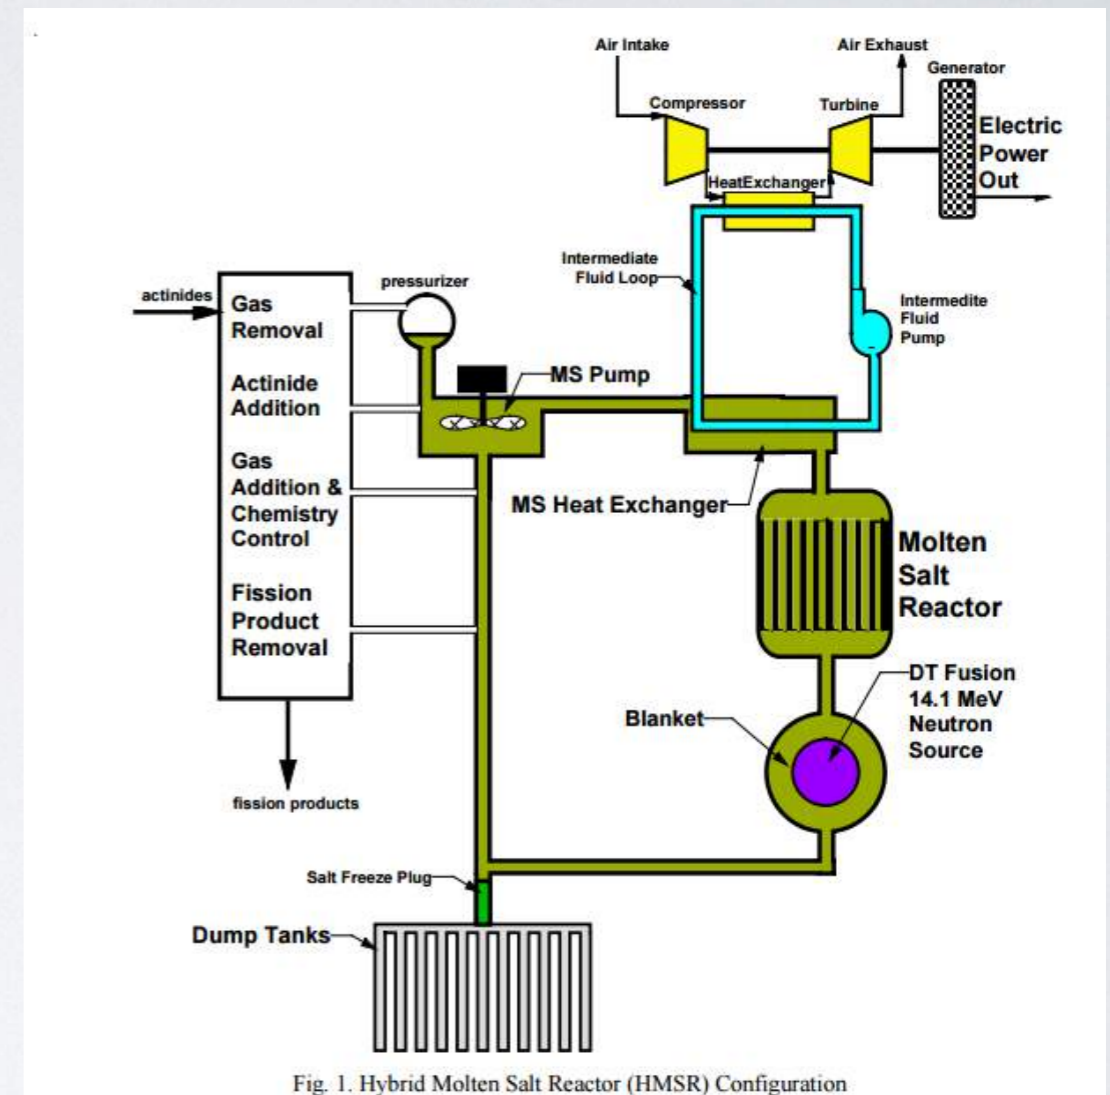 Air Intake
Air Exhaust
Generator
Compressor
Turbine
Electric
Power
Out
HeatExchanger
Intermediate
Fluid Loop
Intermedite
Fluid
Pump
pressurizer
actinides
Gas
Removal
Actinide
Addition
Gas
Addition &
Chemistry
Control
Fission
Product
Removal
MS Pump
MS Heat Exchanger
Molten
Salt
Reactor
DT Fusion
14.1 MeV
Neutron
Source
Blanket
fission products
Salt Freeze Plug
Dump Tanks
Fig. 1. Hybrid Molten Salt Reactor (HMSR) Configuration